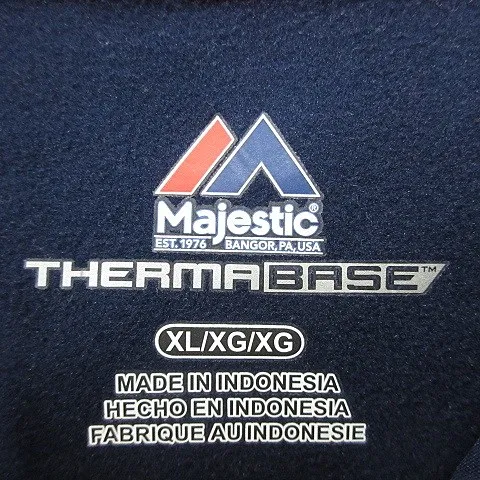 Majestic®
EST. 1976 BANGOR, PA, USA
THERMABASE™
XL/XG/XG
MADE IN INDONESIA
HECHO EN INDONESIA
FABRIQUE AU INDONESIE